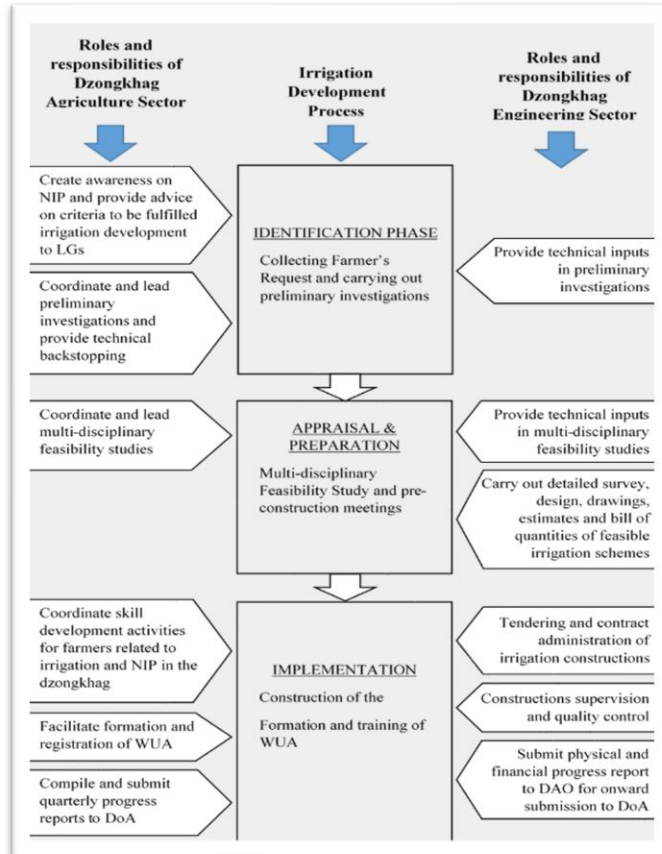 Roles and
responsibilities of
Dzongkhag
Agriculture Sector
Irrigation
Development
Process
Roles and
responsibilities of
Dzongkhag
Engineering Sector
Create awareness on
NIP and provide advice
on criteria to be fulfilled
irrigation development
to LGs
Coordinate and lead
preliminary
investigations and
provide technical
backstopping
IDENTIFICATION PHASE
Collecting Farmer's
Request and carrying out
preliminary investigations
Provide technical inputs
in preliminary
investigations
Coordinate and lead
multi-disciplinary
feasibility studies
APPRAISAL &
PREPARATION
Multi-disciplinary
Feasibility Study and pre-
construction meetings
Provide technical inputs
in multi-disciplinary
feasibility studies
Carry out detailed survey,
design, drawings,
estimates and bill of
quantities of feasible
irrigation schemes
Coordinate skill
development activities
for farmers related to
irrigation and NIP in the
dzongkhag
Facilitate formation and
registration of WUA
Compile and submit
quarterly progress
reports to DoA
IMPLEMENTATION
Construction of the
Formation and training of
WUA
Tendering and contract
administration of
irrigation constructions
Constructions supervision
and quality control
Submit physical and
financial progress report
to DAO for onward
submission to DoA